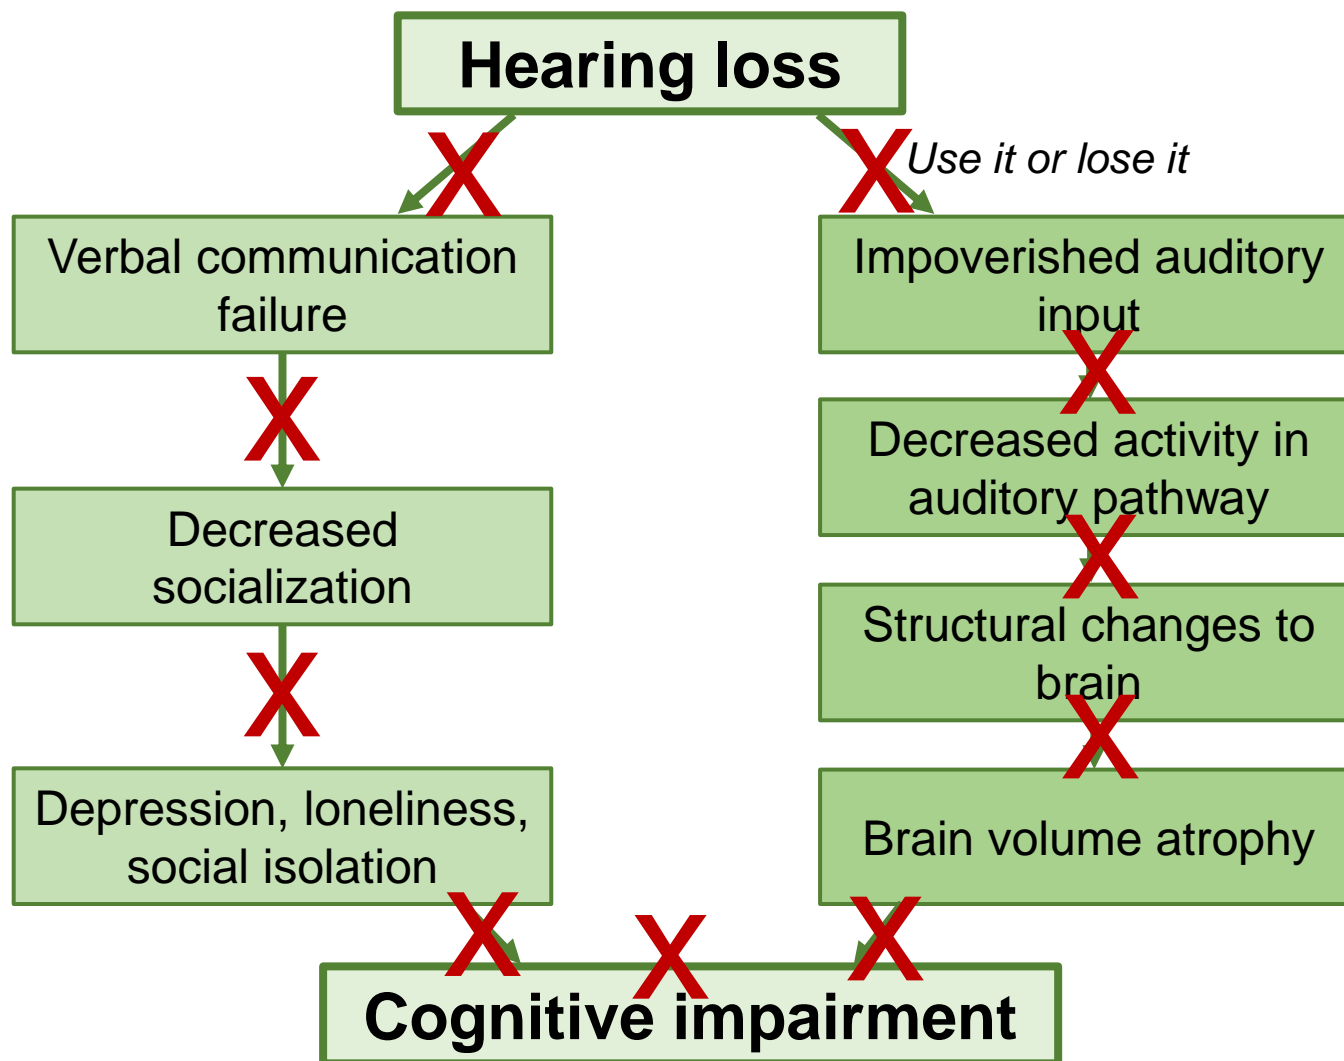 Hearing loss
X
X
Use it or lose it
Verbal communication
failure
Impoverished auditory
input
X
X
Decreased activity in
auditory pathway
Decreased
socialization
X
Structural changes to
brain
X
X
Depression, loneliness,
social isolation
Brain volume atrophy
X
X
X
Cognitive impairment